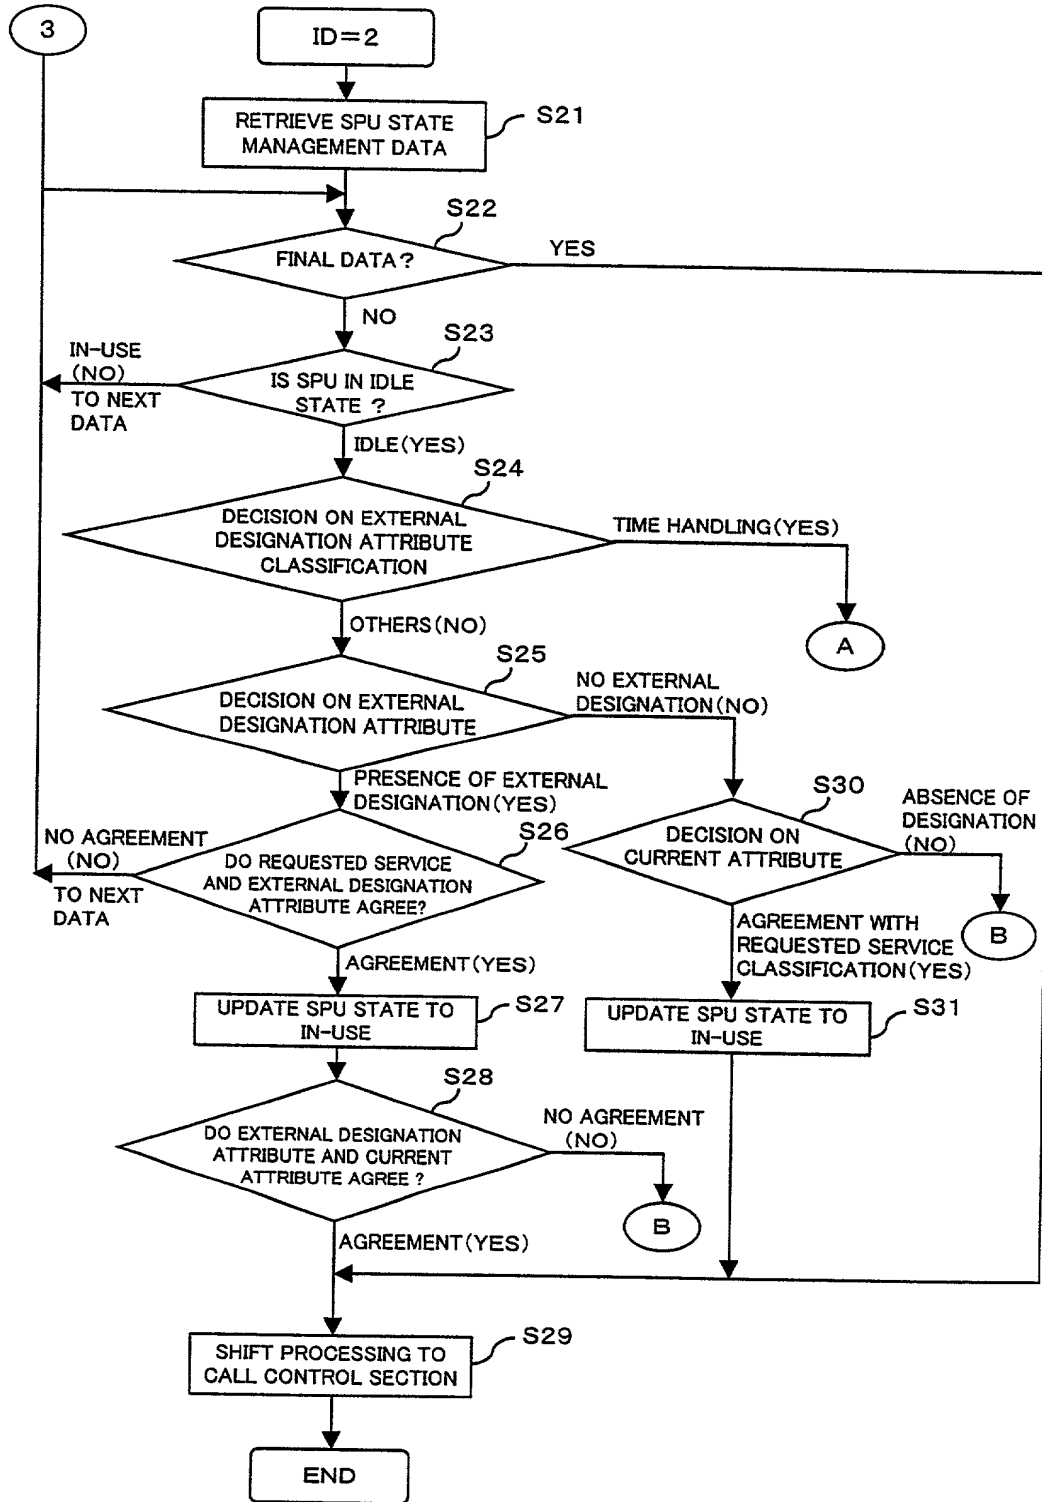 3
ID=2
RETRIEVE SPU STATE
MANAGEMENT DATA
S21
S22
FINAL DATA?
YES
NO
S23
IN-USE
(NO)
TO NEXT
DATA
IS SPU IN IDLE
STATE ?
IDLE(YES)
S24
DECISION ON EXTERNAL
DESIGNATION ATTRIBUTE
CLASSIFICATION
TIME HANDLING(YES)
A
OTHERS(NO)
S25
DECISION ON EXTERNAL
DESIGNATION ATTRIBUTE
NO EXTERNAL
DESIGNATION(NO)
PRESENCE OF EXTERNAL
DESIGNATION(YES)
S26
NO AGREEMENT
(NO)
TO NEXT
DATA
DO REQUESTED SERVICE
AND EXTERNAL DESIGNATION
ATTRIBUTE AGREE?
S30
DECISION ON
CURRENT ATTRIBUTE
ABSENCE OF
DESIGNATION
(NO)
B
AGREEMENT WITH
REQUESTED SERVICE
CLASSIFICATION(YES)
AGREEMENT(YES)
UPDATE SPU STATE TO
IN-USE
S27
UPDATE SPU STATE TO
IN-USE
S31
S28
DO EXTERNAL DESIGNATION
ATTRIBUTE AND CURRENT
ATTRIBUTE AGREE ?
NO AGREEMENT
(NO)
B
AGREEMENT(YES)
SHIFT PROCESSING TO
CALL CONTROL SECTION
S29
END